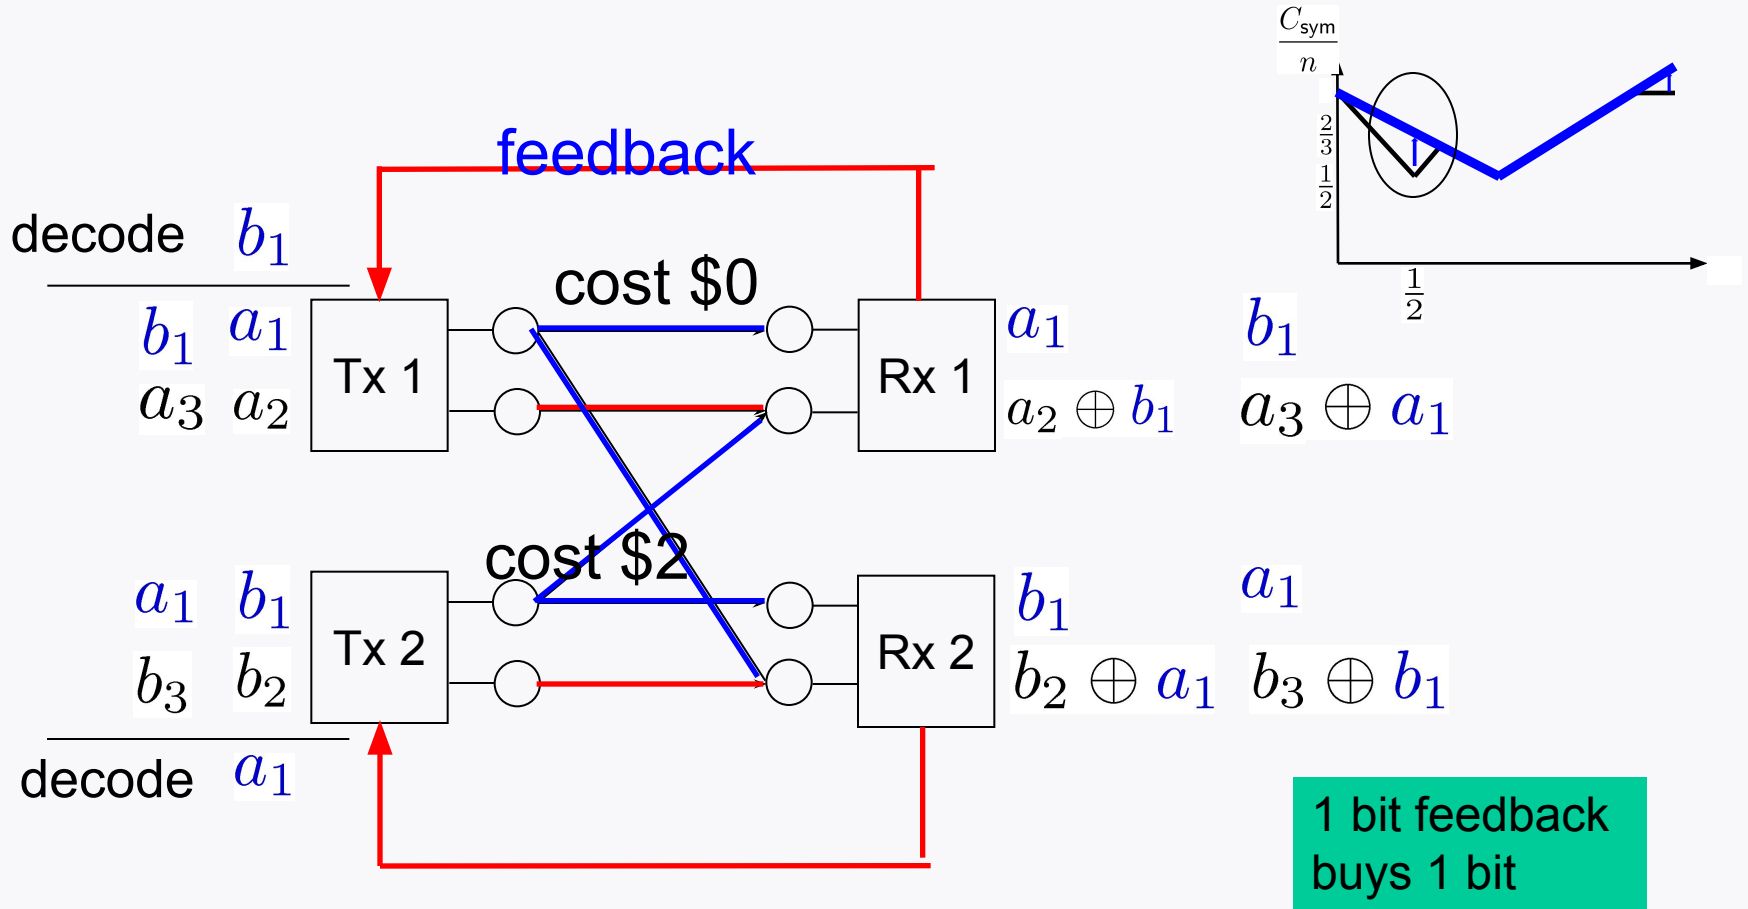 C_sym / n
2/3
1/2
1/2
feedback
decode b₁
cost $0
b₁ a₁
a₃ a₂
Tx 1
Rx 1
a₁ b₁
a₂ ⊕ b₁ a₃ ⊕ a₁
cost $2
a₁ b₁
b₃ b₂
Tx 2
Rx 2
b₁ a₁
b₂ ⊕ a₁ b₃ ⊕ b₁
decode a₁
1 bit feedback
buys 1 bit